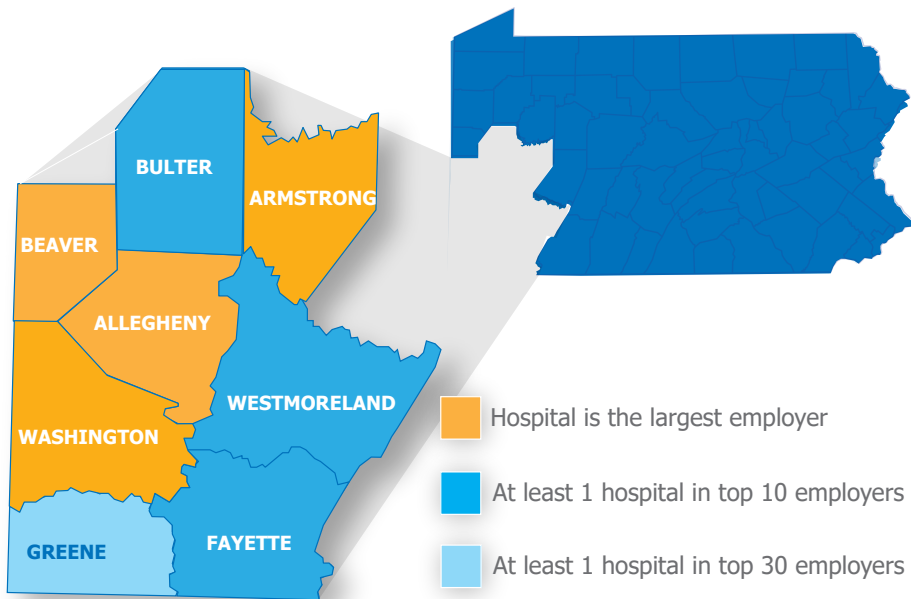 BULTER
ARMSTRONG
BEAVER
ALLEGHENY
WESTMORELAND
WASHINGTON
FAYETTE
GREENE
Hospital is the largest employer
At least 1 hospital in top 10 employers
At least 1 hospital in top 30 employers